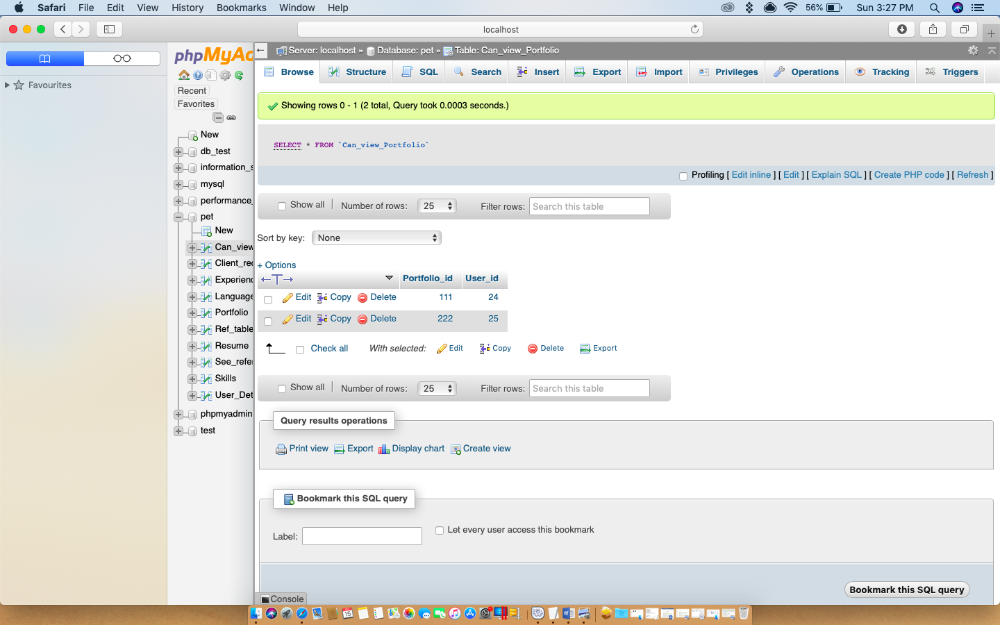 Safari File Edit View History Bookmarks Window Help 56% Sun 3:27 PM
localhost
Favourites
phpMyAc
Recent
Favorites
New
db_test
information_s
mysql
performance_
pet
New
Can_view
Client_rec
Experienc
Language
Portfolio
Ref_table
Resume
See_refe
Skills
User_Det
phpmyadmin
test
Server: localhost » Database: pet » Table: Can_view_Portfolio
Browse Structure SQL Search Insert Export Import Privileges Operations Tracking Triggers
Showing rows 0 - 1 (2 total, Query took 0.0003 seconds.)
SELECT * FROM `Can_view_Portfolio`
Profiling [ Edit inline ] [ Edit ] [ Explain SQL ] [ Create PHP code ] [ Refresh ]
Show all | Number of rows: 25 Filter rows: Search this table
Sort by key: None
+ Options
←T→ Portfolio_id User_id
Edit Copy Delete 111 24
Edit Copy Delete 222 25
Check all With selected: Edit Copy Delete Export
Show all | Number of rows: 25 Filter rows: Search this table
Query results operations
Print view Export Display chart Create view
Bookmark this SQL query
Label: Let every user access this bookmark
Bookmark this SQL query
Console
15